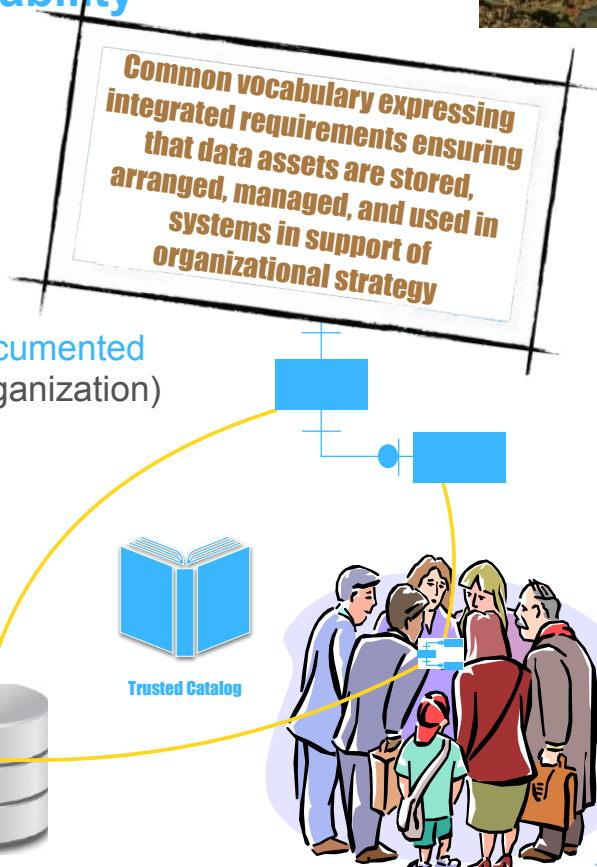 ability
Common vocabulary expressing
integrated requirements ensuring
that data assets are stored,
arranged, managed, and used in
systems in support of
organizational strategy
cumented
ganization)
Trusted Catalog